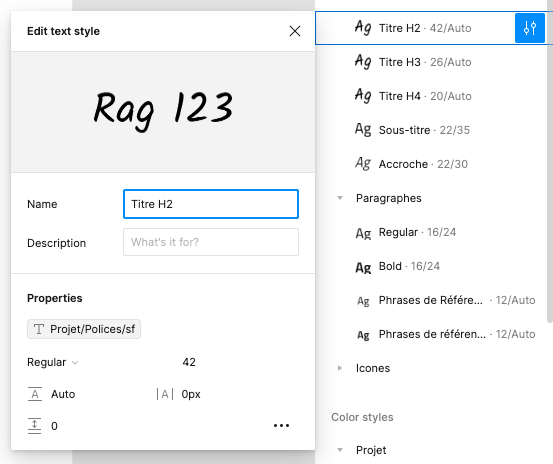 Edit text style
Rag 123
Name
Titre H2
Description
What's it for?
Properties
Projet/Polices/sf
Regular
42
Auto
|A| 0px
0
Ag Titre H2 · 42/Auto
Ag Titre H3 · 26/Auto
Ag Titre H4 · 20/Auto
Ag Sous-titre · 22/35
Ag Accroche · 22/30
Paragraphes
Ag Regular · 16/24
Ag Bold · 16/24
Ag Phrases de Référe... · 12/Auto
Ag Phrases de référen... · 12/Auto
Icones
Color styles
Projet